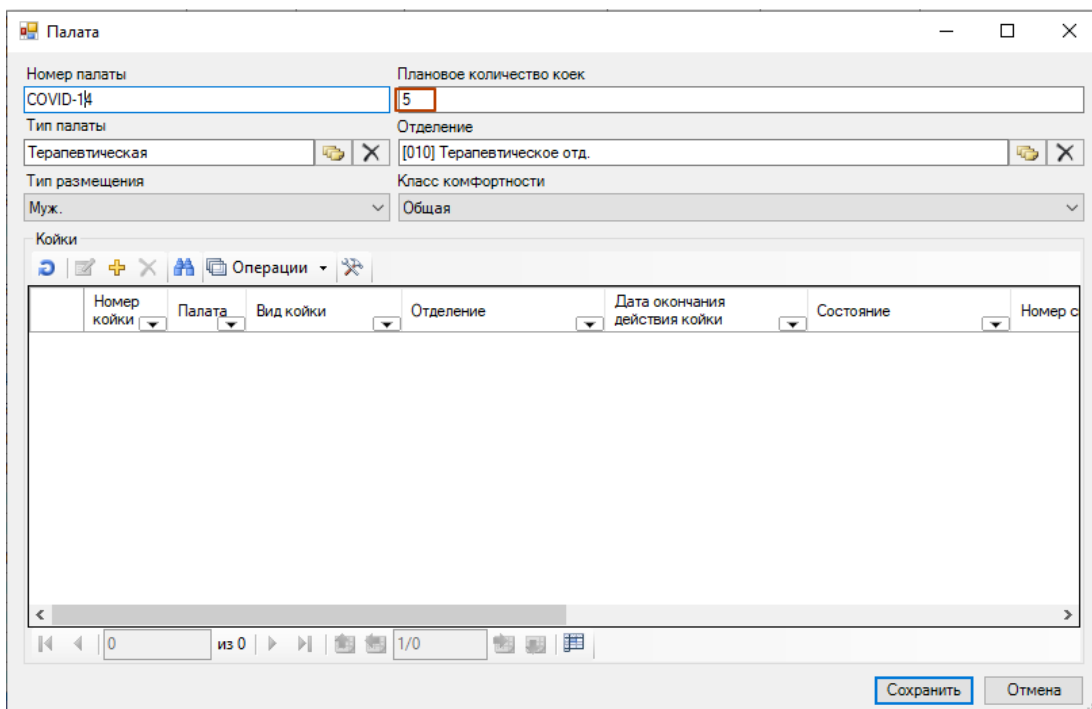 Палата
Номер палаты Плановое количество коек
COVID-14 5
Тип палаты Отделение
Терапевтическая [010] Терапевтическое отд.
Тип размещения Класс комфортности
Муж. Общая
Койки
Операции
Номер койки Палата Вид койки Отделение Дата окончания действия койки Состояние Номер с
0 из 0 1/0
Сохранить Отмена